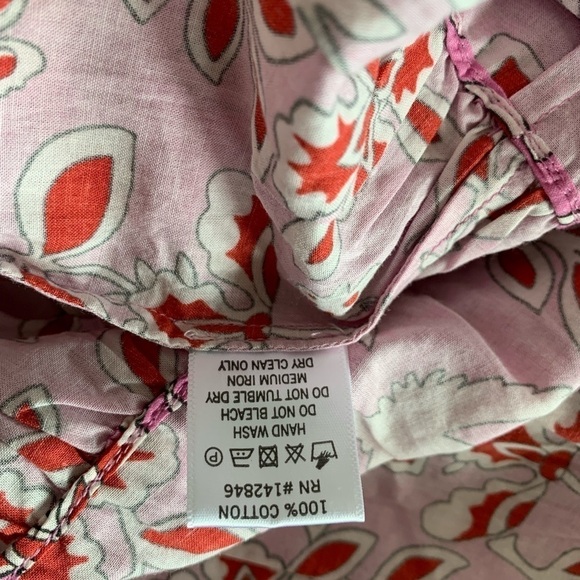 100% COTTON
RN #142846
HAND WASH
DO NOT BLEACH
DO NOT TUMBLE DRY
MEDIUM IRON
DRY CLEAN ONLY